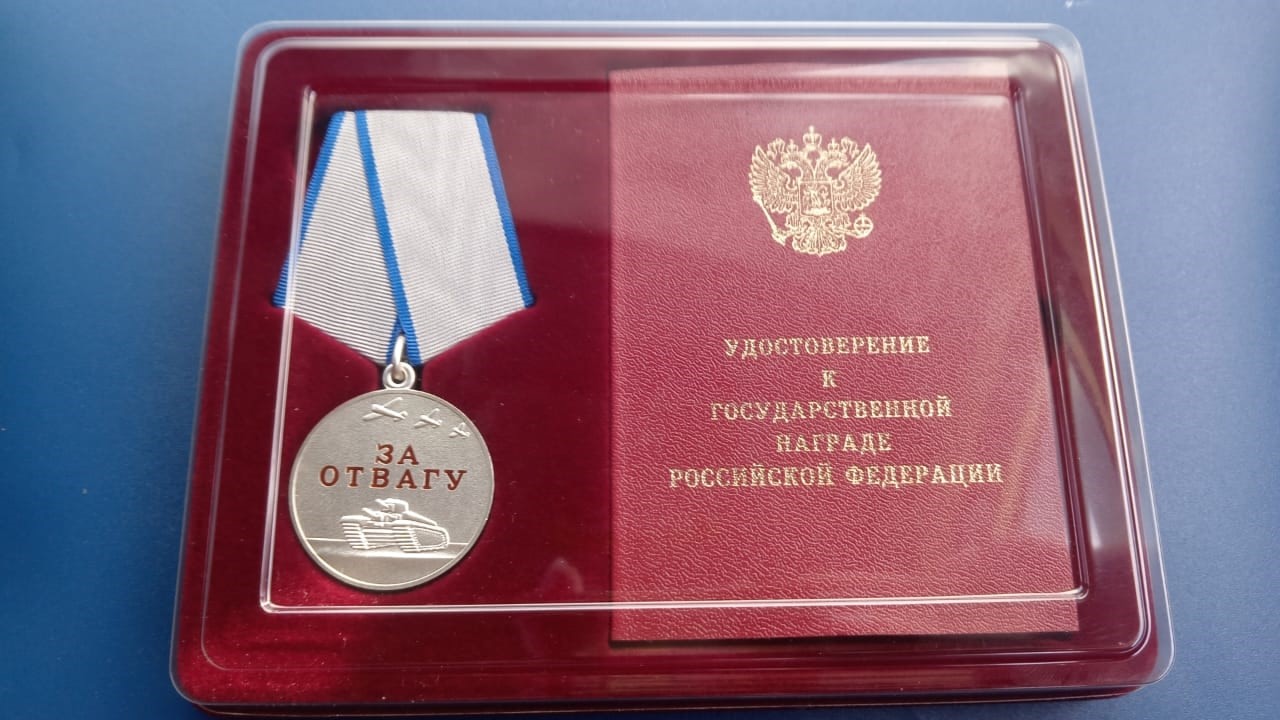 ЗА
ОТВАГУ
УДОСТОВЕРЕНИЕ
К
ГОСУДАРСТВЕННОЙ
НАГРАДЕ
РОССИЙСКОЙ ФЕДЕРАЦИИ